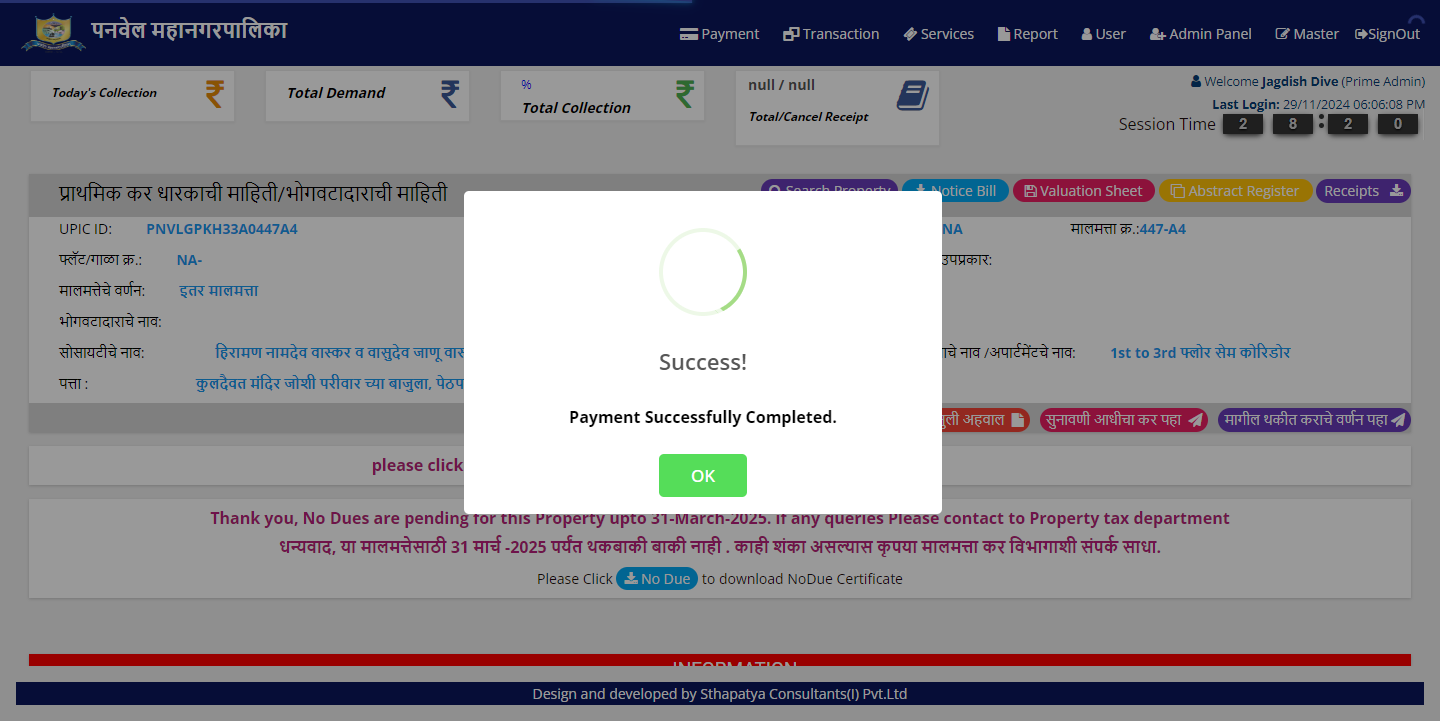 पनवेल महानगरपालिका
Payment Transaction Services Report User Admin Panel Master SignOut
Today's Collection
Total Demand
%
Total Collection
null / null
Total/Cancel Receipt
Welcome Jagdish Dive (Prime Admin)
Last Login: 29/11/2024 06:06:08 PM
Session Time 2 8 : 2 0
प्राथमिक कर धारकाची माहिती/भोगवटादाराची माहिती
Search Property Notice Bill Valuation Sheet Abstract Register Receipts
UPIC ID: PNVLGPKH33A0447A4 NA मालमत्ता क्र.:447-A4
फ्लॅट/गाळा क्र.: NA- उपप्रकार:
मालमत्तेचे वर्णन: इतर मालमत्ता
भोगवटादाराचे नाव:
सोसायटीचे नाव: हिरामण नामदेव वास्कर व वासुदेव जाणू वास चे नाव /अपार्टमेंटचे नाव: 1st to 3rd फ्लोर सेम कोरिडोर
पत्ता : कुलदैवत मंदिर जोशी परीवार च्या बाजुला, पेठप
अहवाल सुनावणी आधीचा कर पहा मागील थकीत कराचे वर्णन पहा
Success!
Payment Successfully Completed.
OK
please click
Thank you, No Dues are pending for this Property upto 31-March-2025. If any queries Please contact to Property tax department
धन्यवाद, या मालमत्तेसाठी 31 मार्च -2025 पर्यंत थकबाकी बाकी नाही . काही शंका असल्यास कृपया मालमत्ता कर विभागाशी संपर्क साधा.
Please Click No Due to download NoDue Certificate
INFORMATION
Design and developed by Sthapatya Consultants(I) Pvt.Ltd